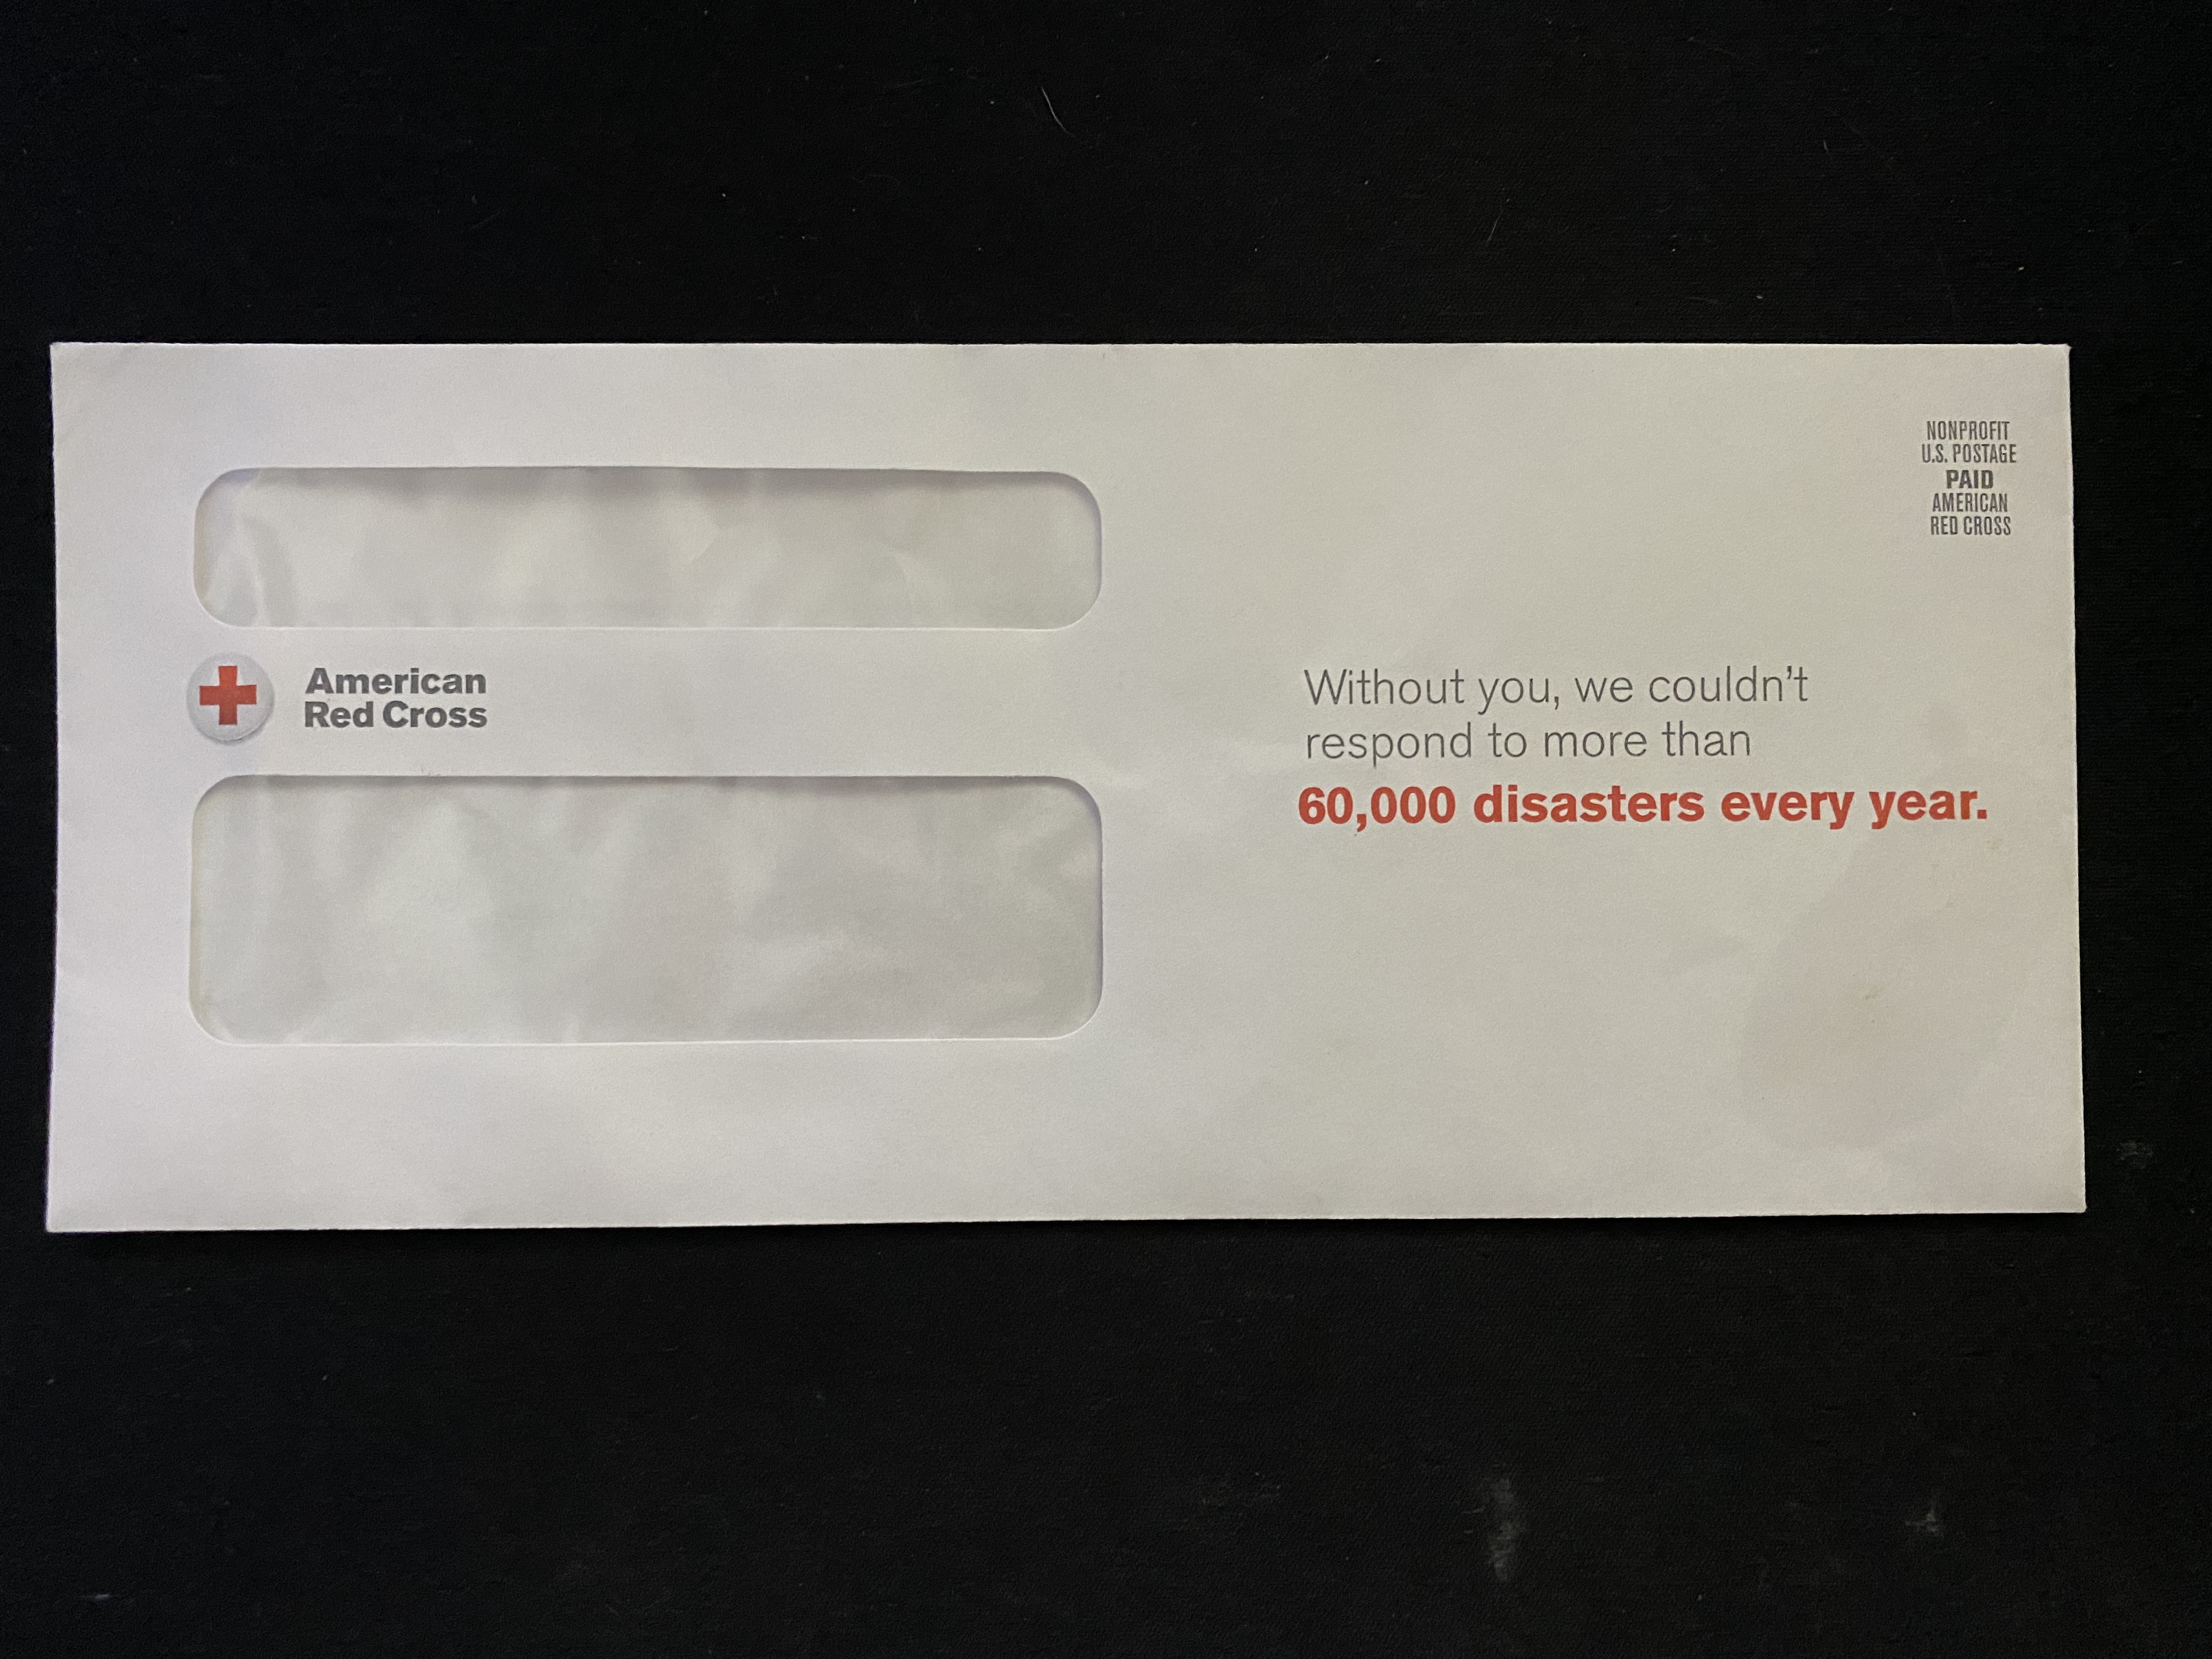 NONPROFIT
U.S. POSTAGE
PAID
AMERICAN
RED CROSS
American
Red Cross
Without you, we couldn't
respond to more than
60,000 disasters every year.